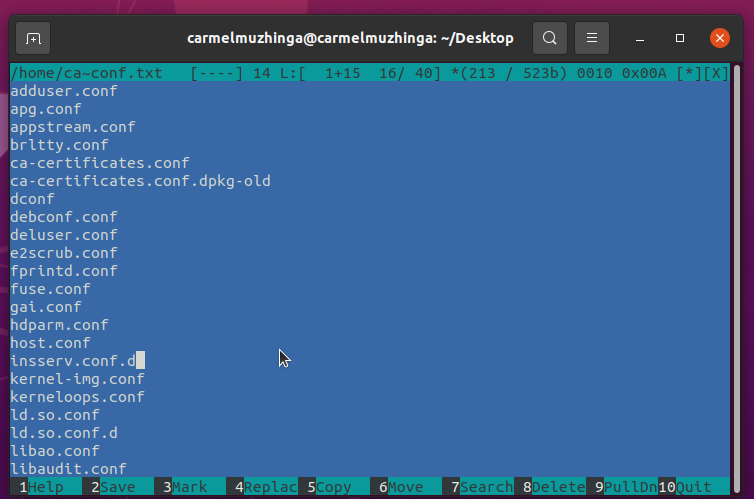 carmelmuzhinga@carmelmuzhinga: ~/Desktop
/home/ca~conf.txt [----] 14 L:[ 1+15 16/ 40] *(213 / 523b) 0010 0x00A [*][X]
adduser.conf
apg.conf
appstream.conf
brltty.conf
ca-certificates.conf
ca-certificates.conf.dpkg-old
dconf
debconf.conf
deluser.conf
e2scrub.conf
fprintd.conf
fuse.conf
gai.conf
hdparm.conf
host.conf
insserv.conf.d
kernel-img.conf
kerneloops.conf
ld.so.conf
ld.so.conf.d
libao.conf
libaudit.conf
1Help 2Save 3Mark 4Replac 5Copy 6Move 7Search 8Delete 9PullDn 10Quit